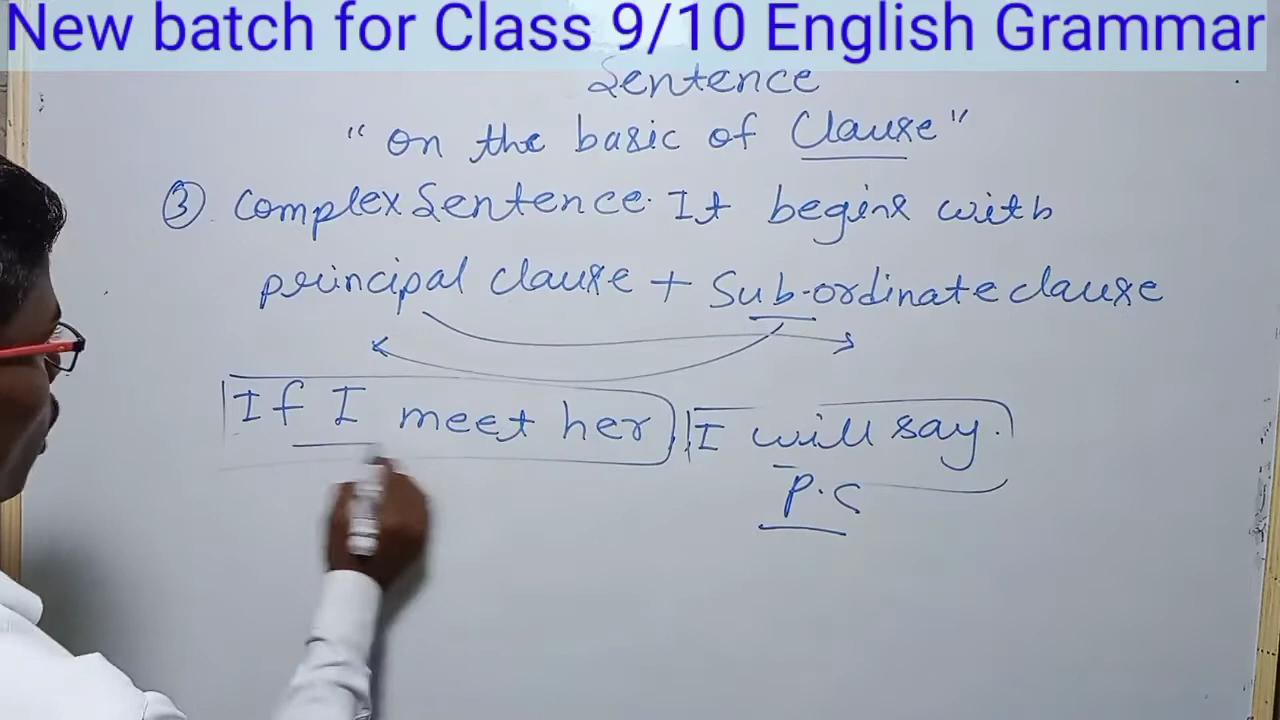 New batch for Class 9/10 English Grammar
Sentence
"on the basic of Clause"
③ Complex Sentence. It begins with
principal clause + Sub-ordinate clause
If I meet her, I will say.
P.C